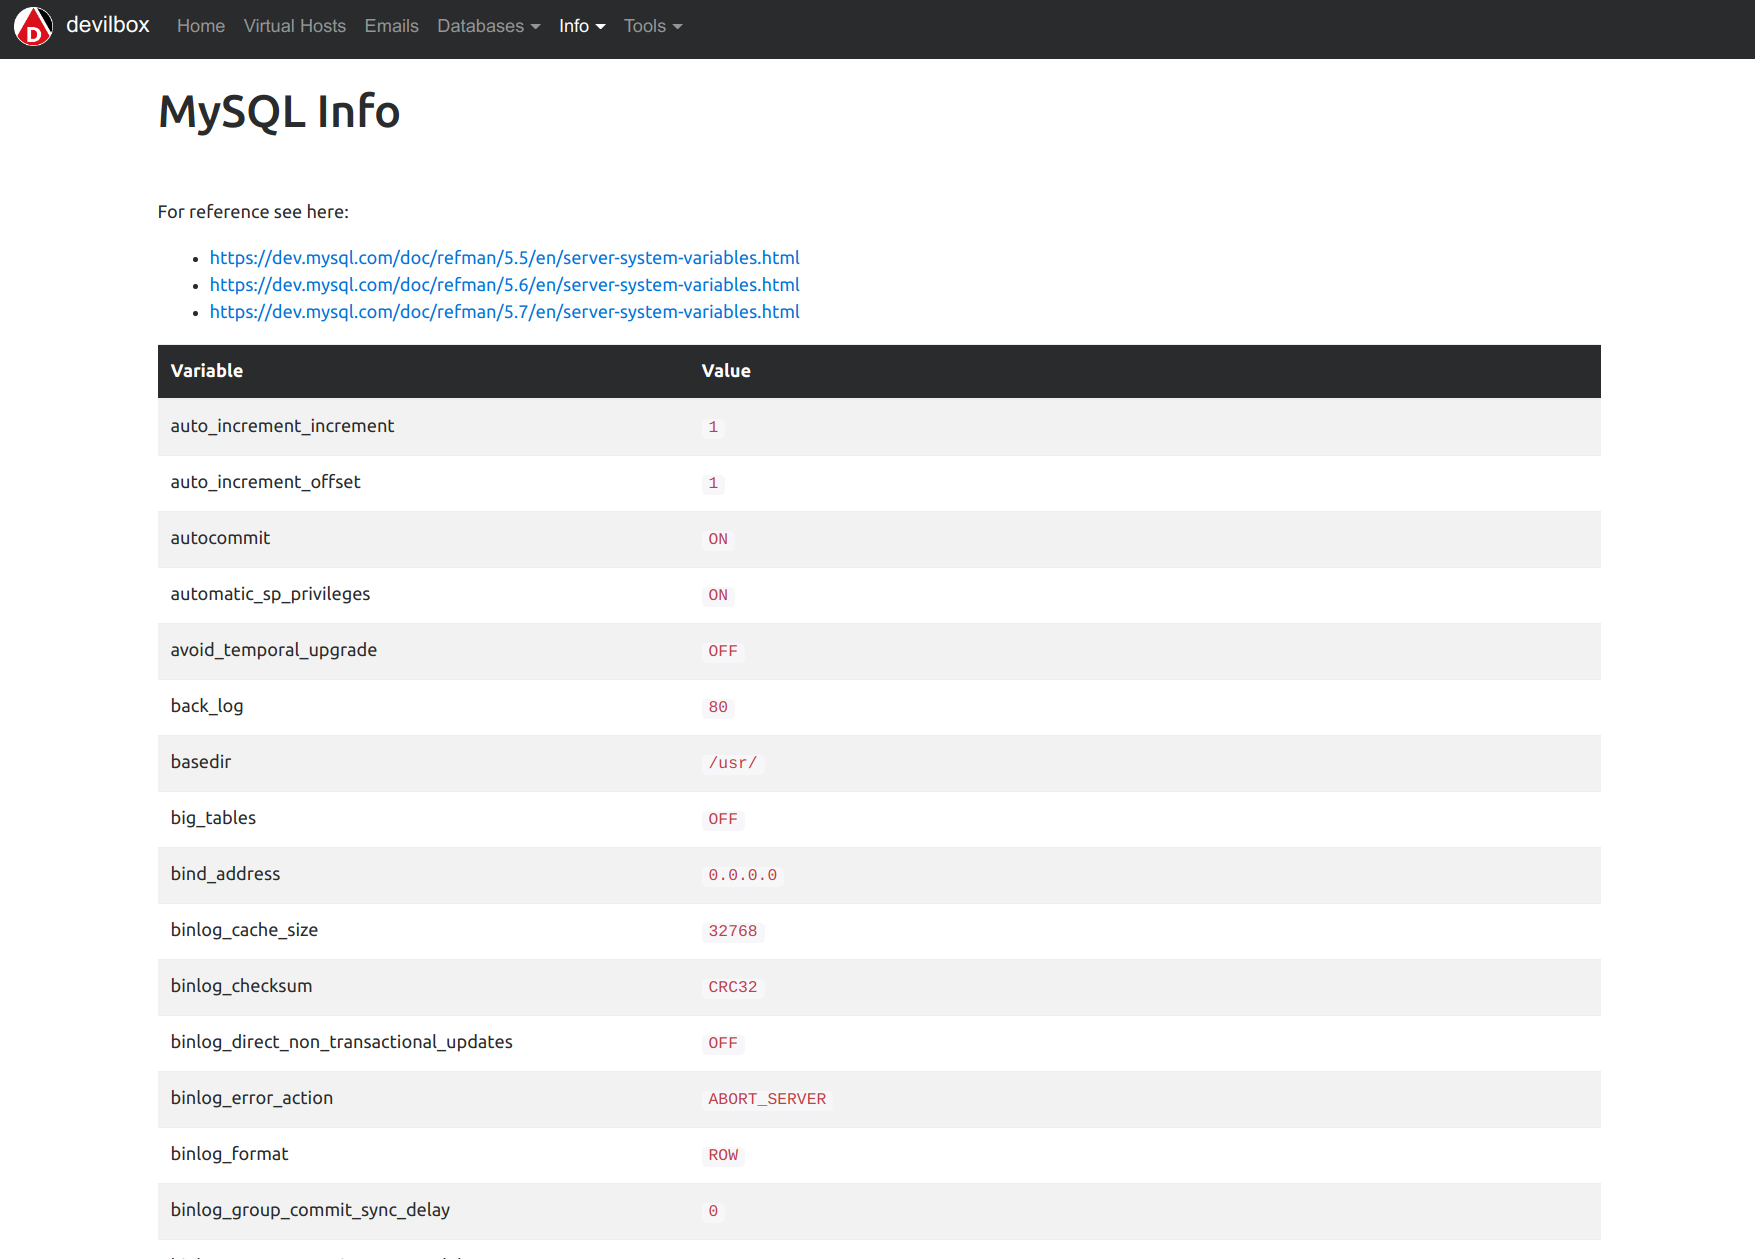 devilbox Home Virtual Hosts Emails Databases Info Tools
MySQL Info
For reference see here:
https://dev.mysql.com/doc/refman/5.5/en/server-system-variables.html
https://dev.mysql.com/doc/refman/5.6/en/server-system-variables.html
https://dev.mysql.com/doc/refman/5.7/en/server-system-variables.html
Variable Value
auto_increment_increment 1
auto_increment_offset 1
autocommit ON
automatic_sp_privileges ON
avoid_temporal_upgrade OFF
back_log 80
basedir /usr/
big_tables OFF
bind_address 0.0.0.0
binlog_cache_size 32768
binlog_checksum CRC32
binlog_direct_non_transactional_updates OFF
binlog_error_action ABORT_SERVER
binlog_format ROW
binlog_group_commit_sync_delay 0